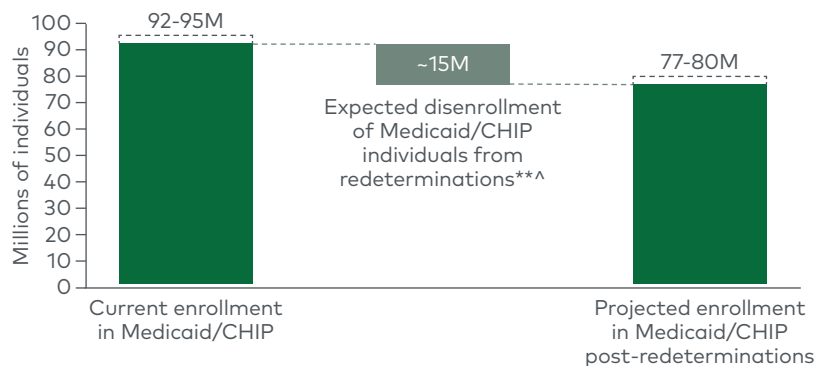 92-95M
77-80M
~15M
Millions of individuals
100
90
80
70
60
50
40
30
20
10
0
Expected disenrollment
of Medicaid/CHIP
individuals from
redeterminations**^
Current enrollment
in Medicaid/CHIP
Projected enrollment
in Medicaid/CHIP
post-redeterminations